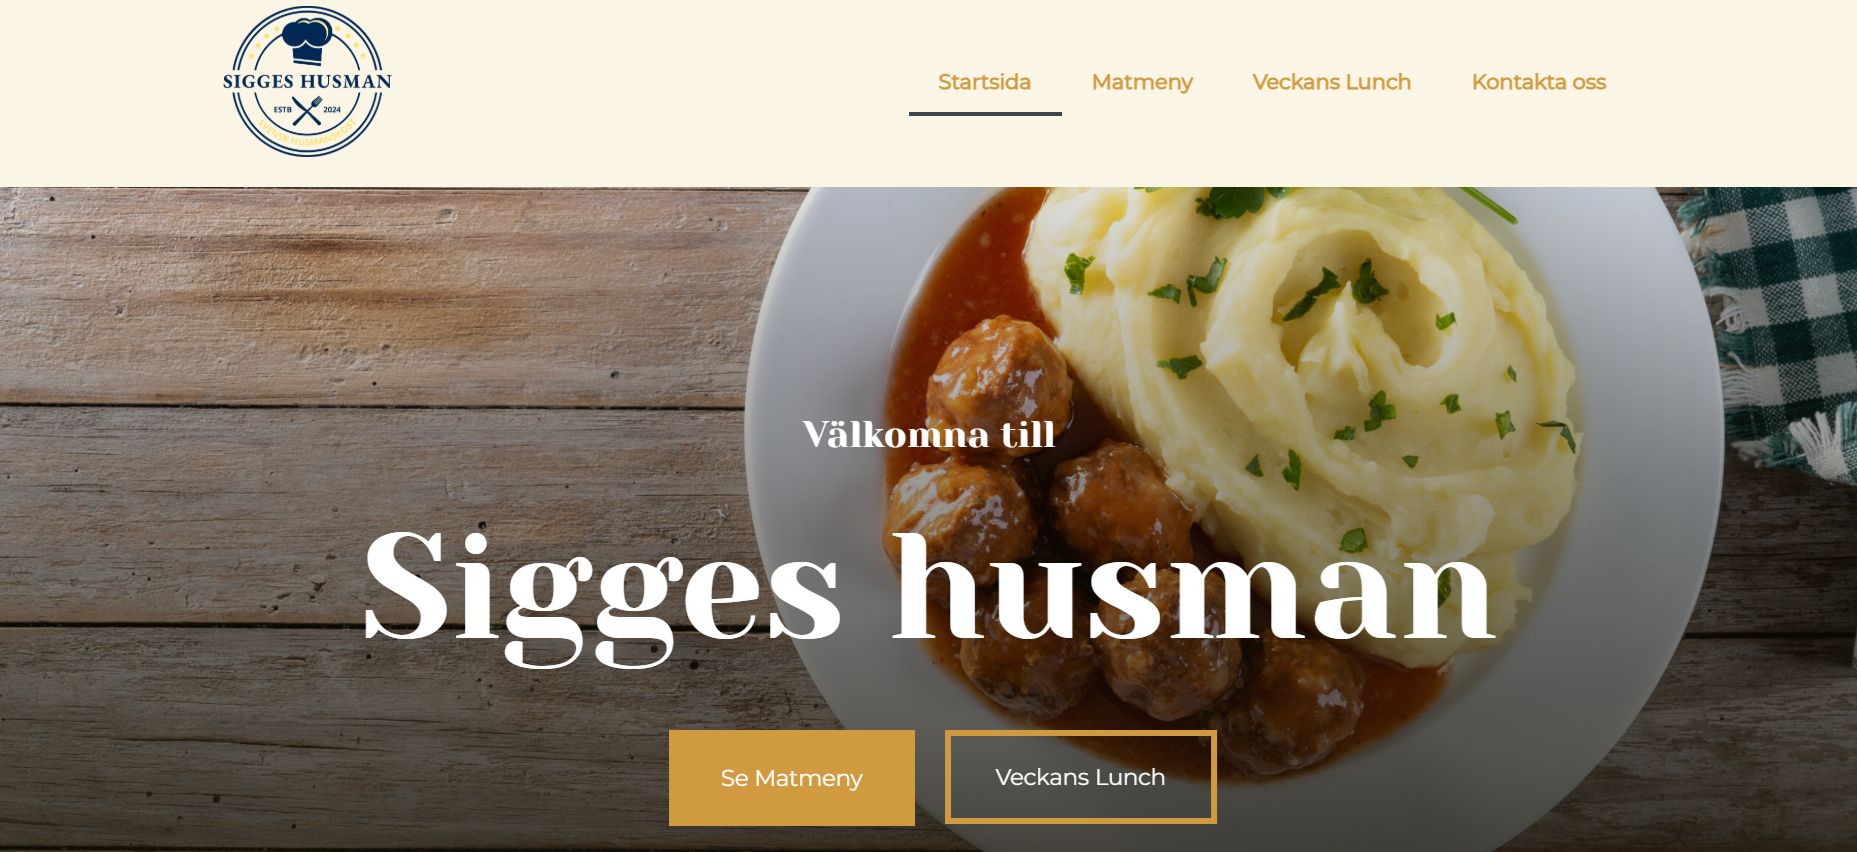 SIGGES HUSMAN
ESTB 2024
SVENSK HUSMANSKOST
Startsida
Matmeny
Veckans Lunch
Kontakta oss
Välkomna till
Sigges husman
Se Matmeny
Veckans Lunch